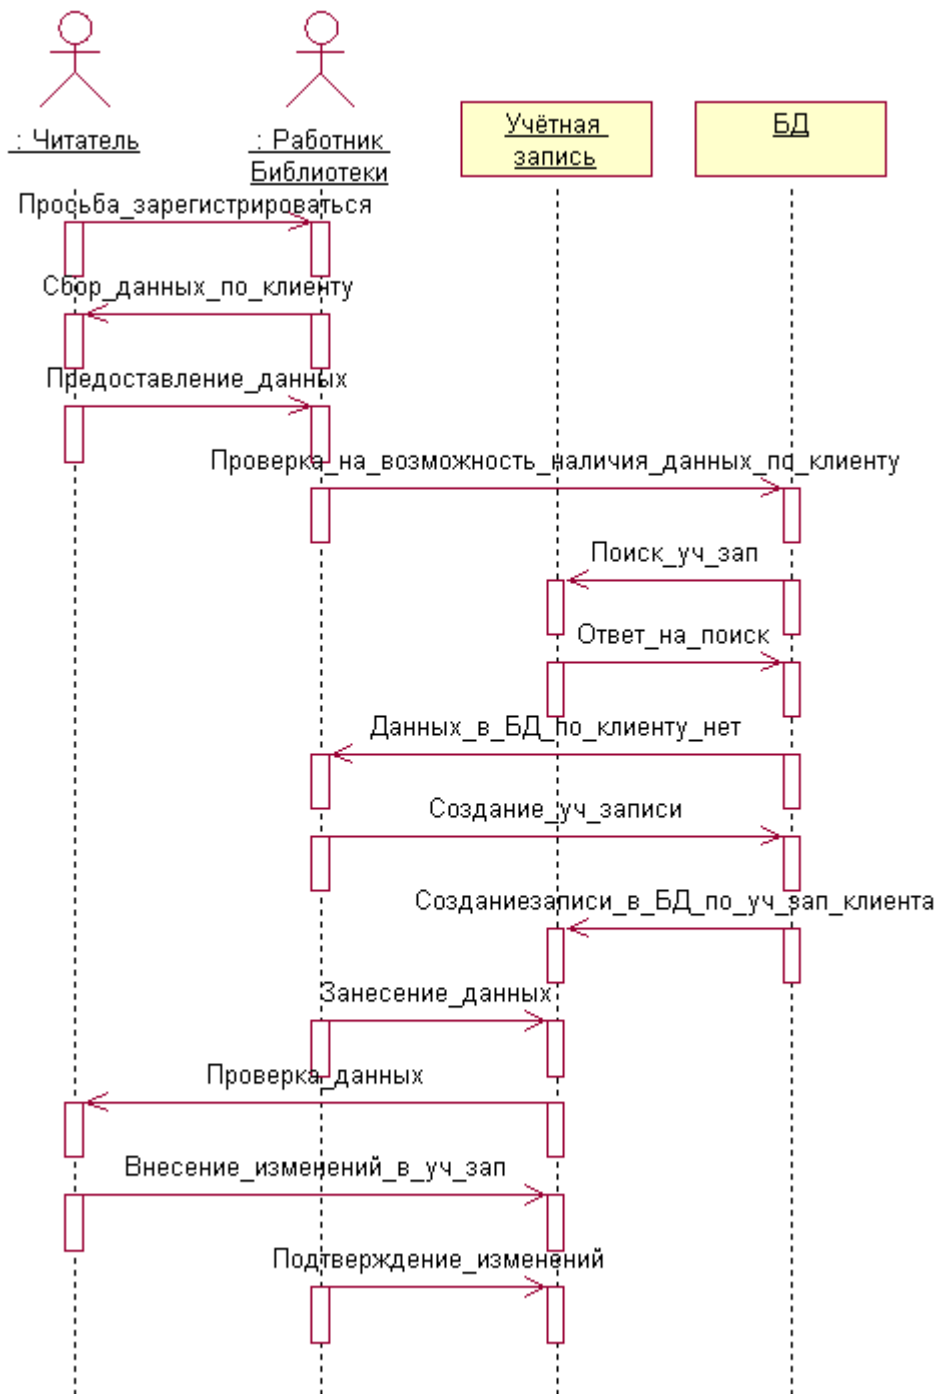 : Читатель
: Работник
Библиотеки
Учётная
запись
БД
Просьба_зарегистрироваться
Сбор_данных_по_клиенту
Предоставление_данных
Проверка_на_возможность_наличия_данных_по_клиенту
Поиск_уч_зап
Ответ_на_поиск
Данных_в_БД_по_клиенту_нет
Создание_уч_записи
Созданиезаписи_в_БД_по_уч_зап_клиента
Занесение_данных
Проверка_данных
Внесение_изменений_в_уч_зап
Подтверждение_изменений